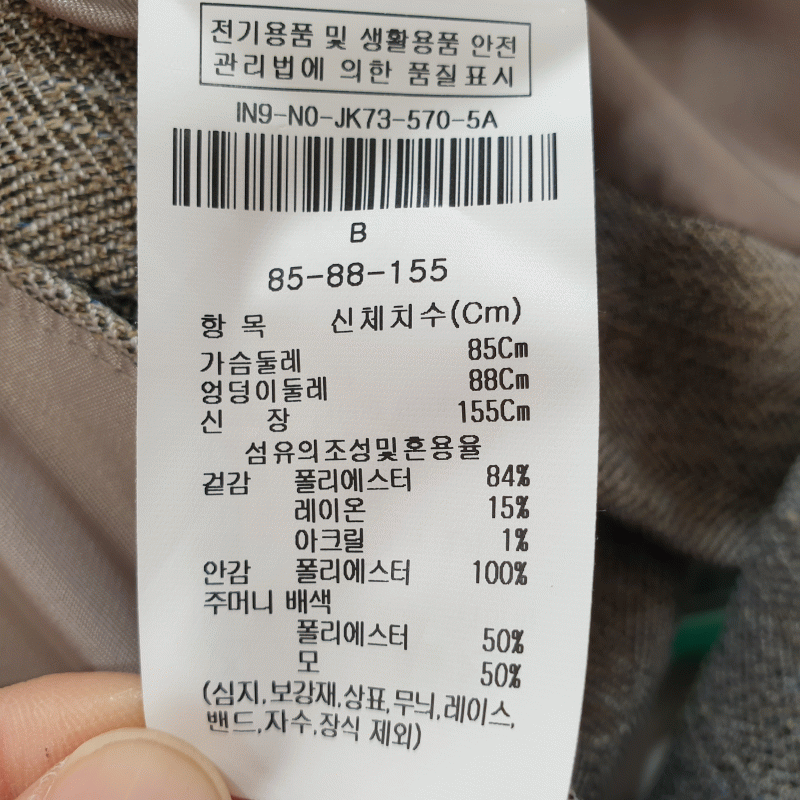 전기용품 및 생활용품 안전
관리법에 의한 품질표시
IN9-N0-JK73-570-5A
B
85-88-155
항 목 신체치수(Cm)
가슴둘레 85Cm
엉덩이둘레 88Cm
신 장 155Cm
섬유의조성및혼용율
겉감 폴리에스터 84%
레이온 15%
아크릴 1%
안감 폴리에스터 100%
주머니 배색
폴리에스터 50%
모 50%
(심지,보강재,상표,무늬,레이스,
밴드,자수,장식 제외)